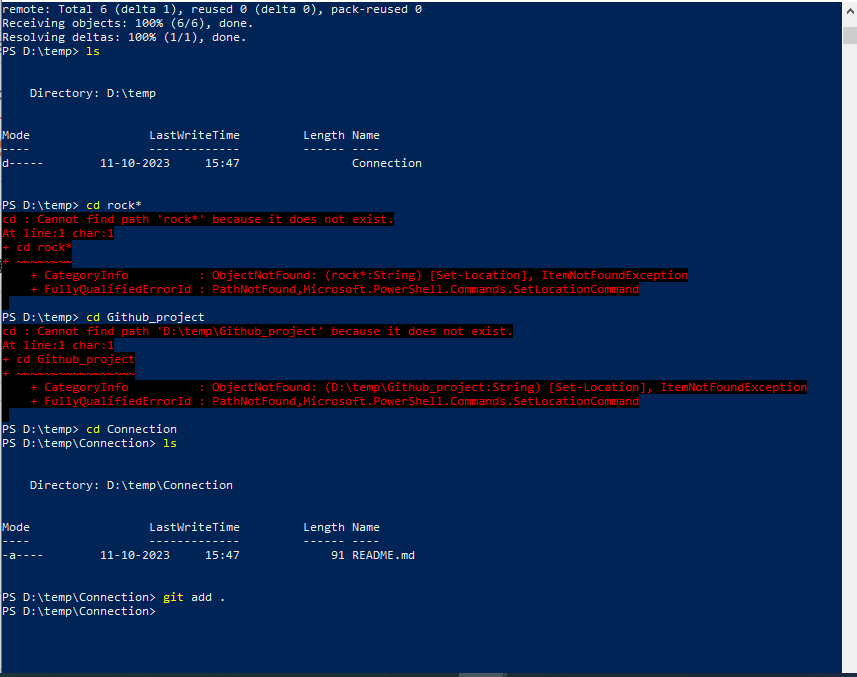 remote: Total 6 (delta 1), reused 0 (delta 0), pack-reused 0
Receiving objects: 100% (6/6), done.
Resolving deltas: 100% (1/1), done.
PS D:\temp> ls
Directory: D:\temp
Mode                 LastWriteTime         Length Name
----                 -------------         ------ ----
d-----        11-10-2023     15:47                Connection
PS D:\temp> cd rock*
cd : Cannot find path 'rock*' because it does not exist.
At line:1 char:1
+ cd rock*
+ ~~~~~~~~
    + CategoryInfo          : ObjectNotFound: (rock*:String) [Set-Location], ItemNotFoundException
    + FullyQualifiedErrorId : PathNotFound,Microsoft.PowerShell.Commands.SetLocationCommand
PS D:\temp> cd Github_project
cd : Cannot find path 'D:\temp\Github_project' because it does not exist.
At line:1 char:1
+ cd Github_project
+ ~~~~~~~~~~~~~~~~~
    + CategoryInfo          : ObjectNotFound: (D:\temp\Github_project:String) [Set-Location], ItemNotFoundException
    + FullyQualifiedErrorId : PathNotFound,Microsoft.PowerShell.Commands.SetLocationCommand
PS D:\temp> cd Connection
PS D:\temp\Connection> ls
Directory: D:\temp\Connection
Mode                 LastWriteTime         Length Name
----                 -------------         ------ ----
-a----        11-10-2023     15:47             91 README.md
PS D:\temp\Connection> git add .
PS D:\temp\Connection>